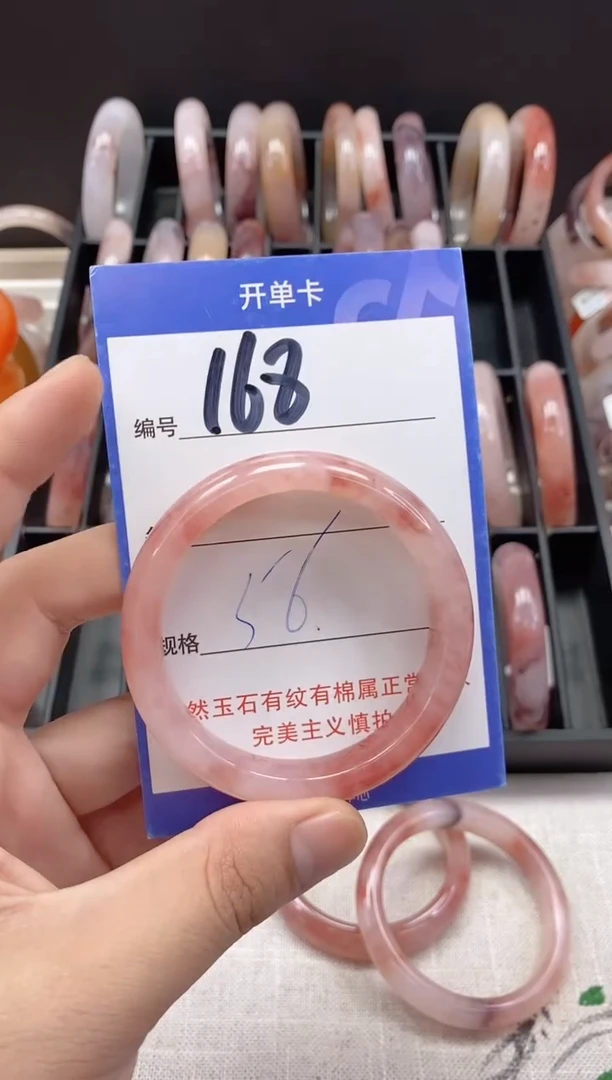 开单卡
编号 168
规格 56.
然玉石有纹有棉属正常
完美主义慎拍